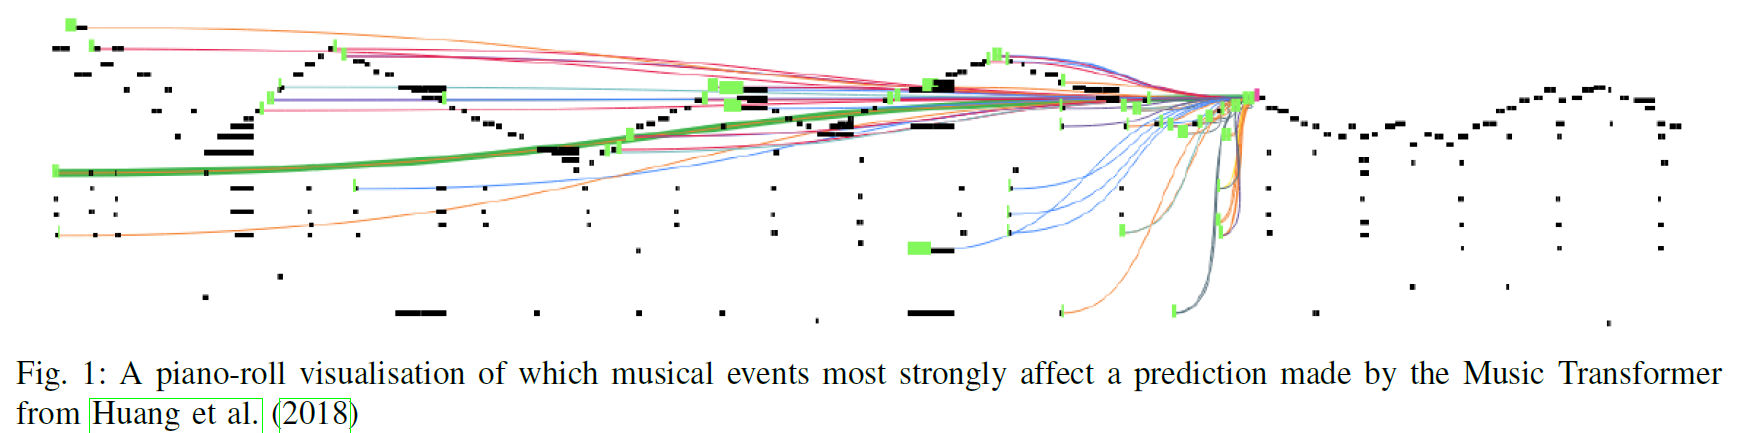 Fig. 1: A piano-roll visualisation of which musical events most strongly affect a prediction made by the Music Transformer
from Huang et al. (2018)